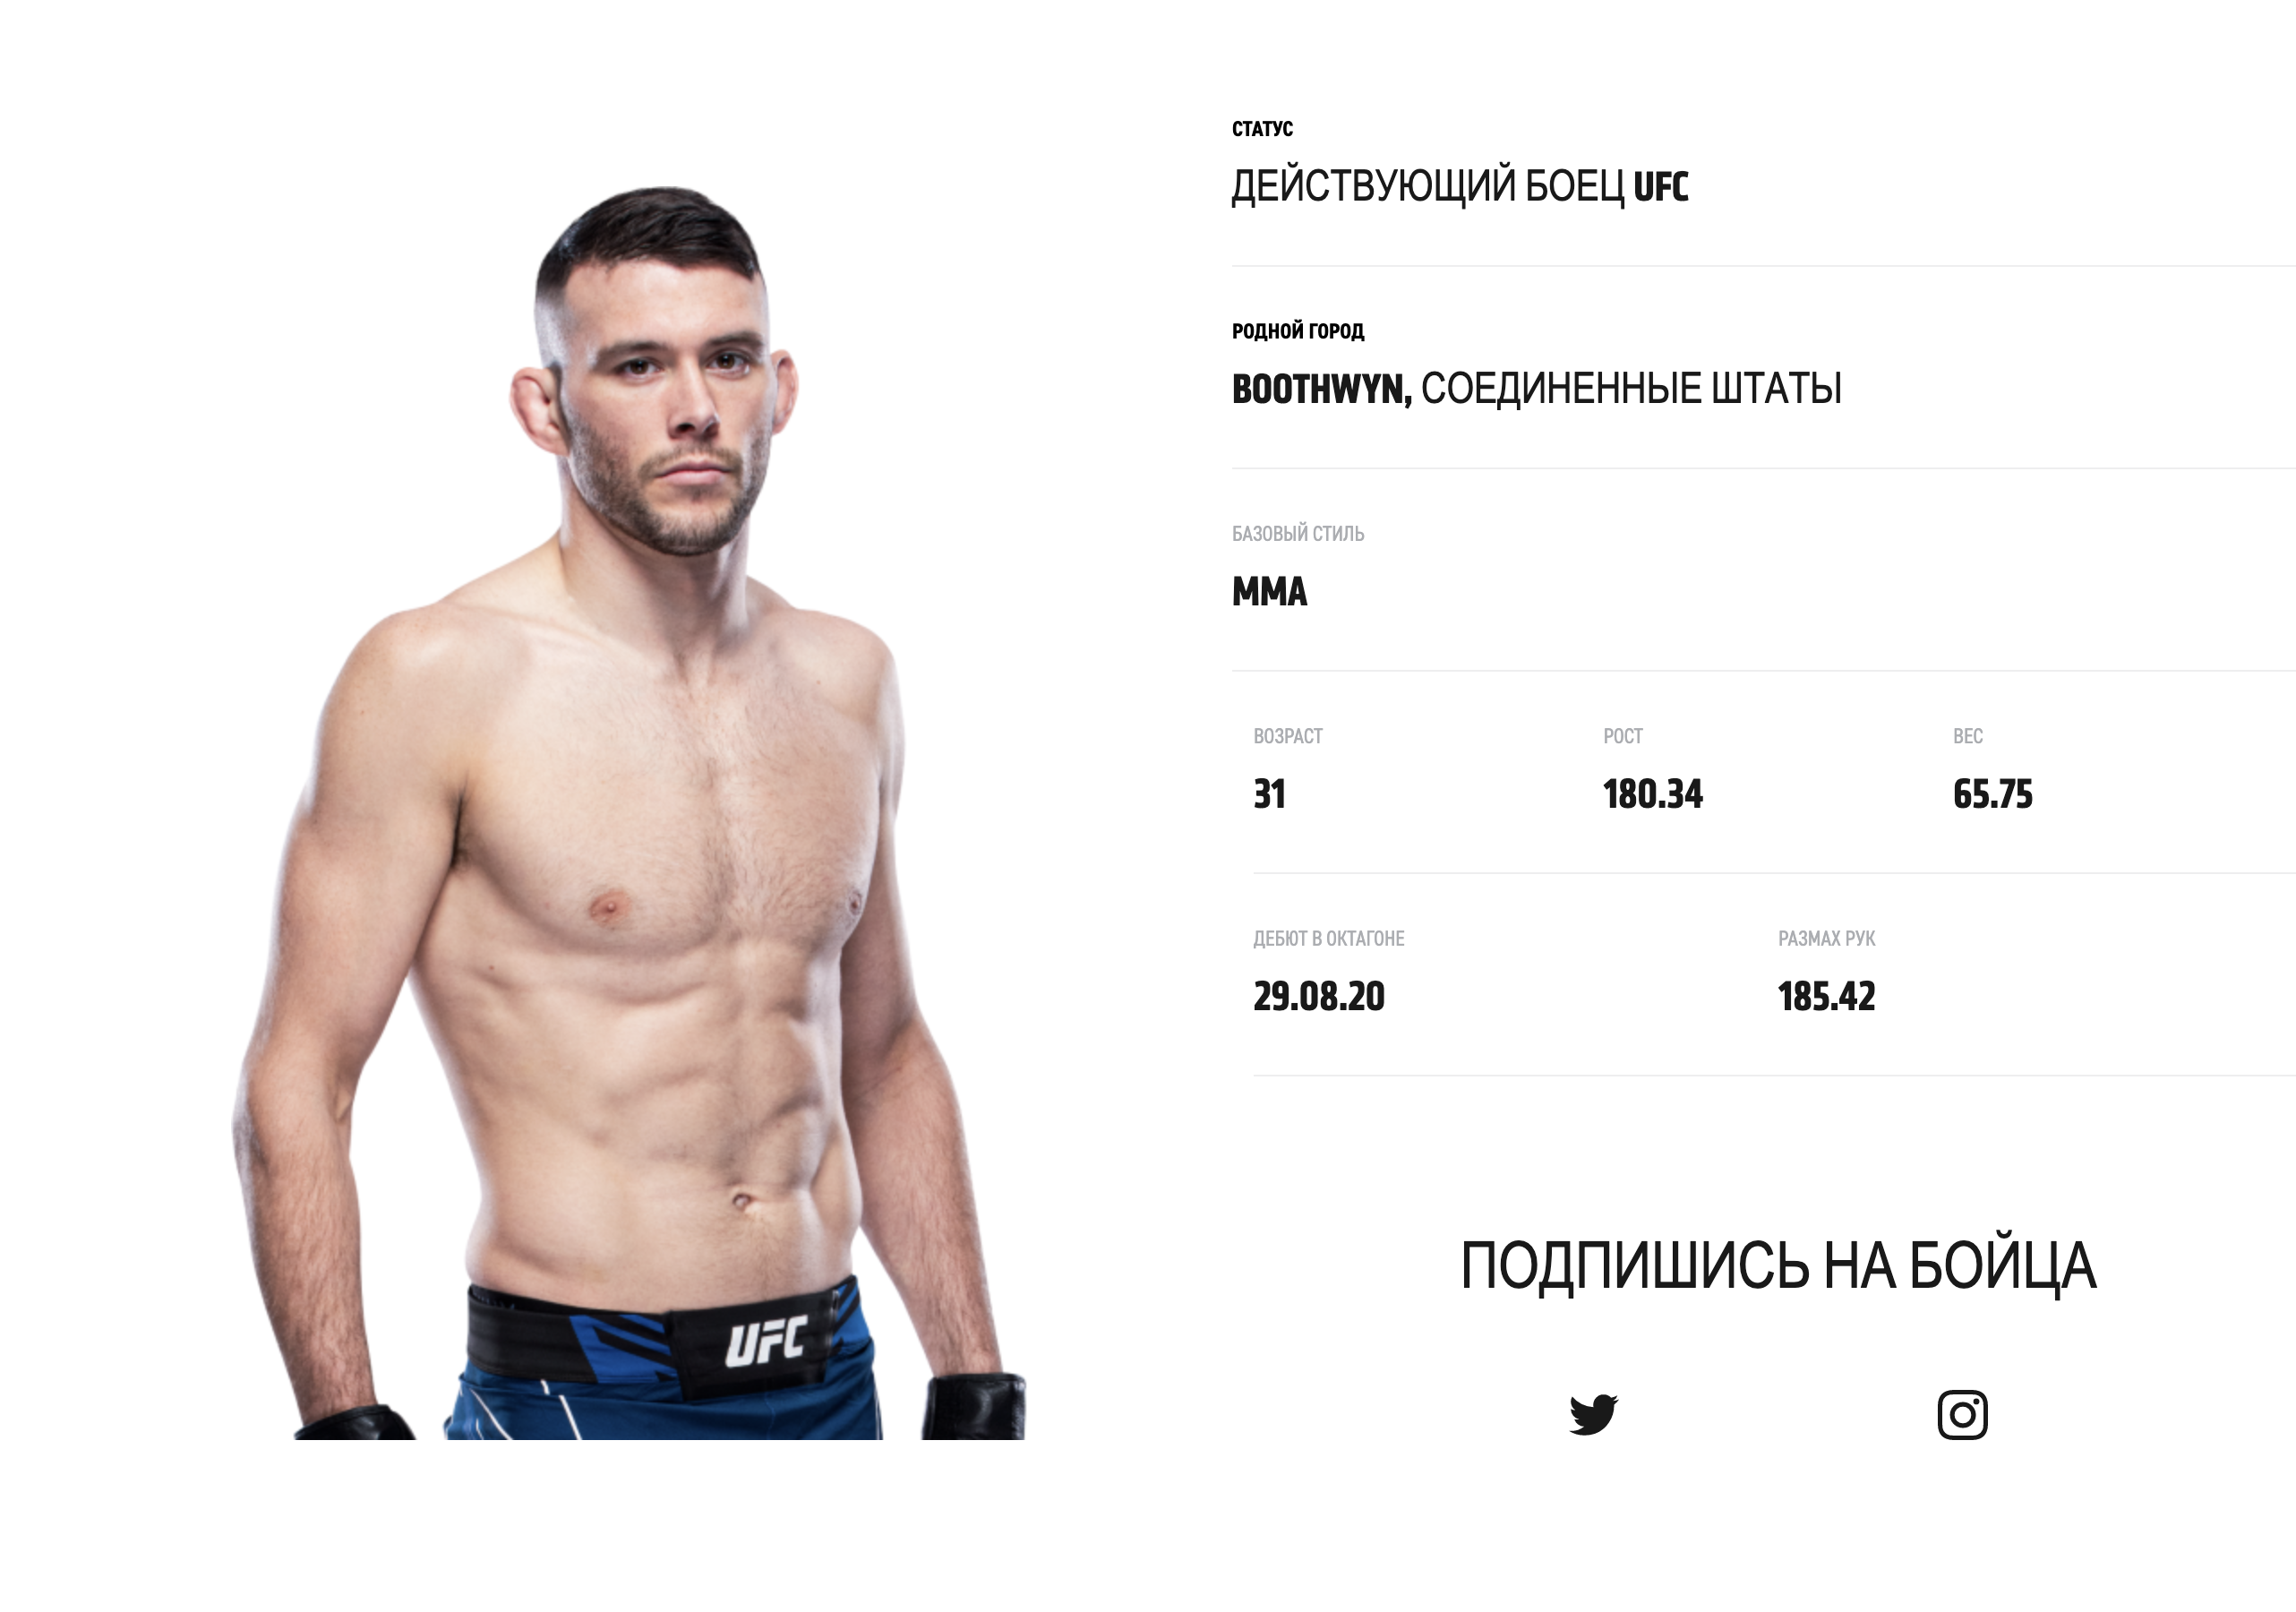 СТАТУС
ДЕЙСТВУЮЩИЙ БОЕЦ UFC
РОДНОЙ ГОРОД
BOOTHWYN, СОЕДИНЕННЫЕ ШТАТЫ
БАЗОВЫЙ СТИЛЬ
MMA
ВОЗРАСТ РОСТ ВЕС
31 180.34 65.75
ДЕБЮТ В ОКТАГОНЕ РАЗМАХ РУК
29.08.20 185.42
ПОДПИШИСЬ НА БОЙЦА
UFC